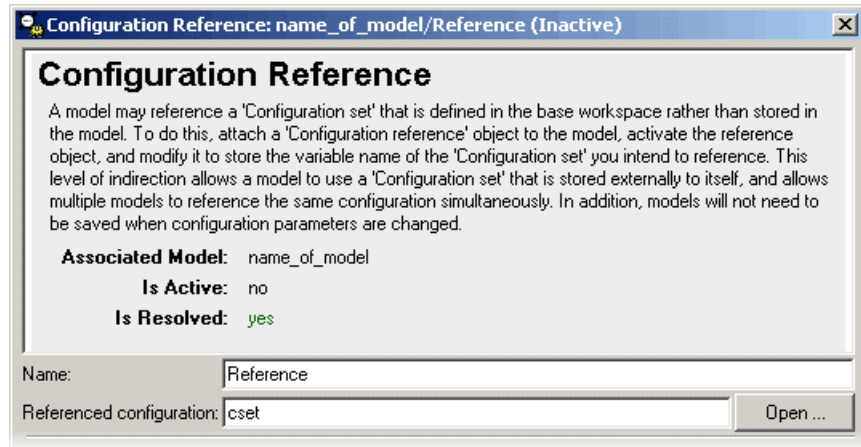 Configuration Reference: name_of_model/Reference (Inactive)
Configuration Reference
A model may reference a 'Configuration set' that is defined in the base workspace rather than stored in
the model. To do this, attach a 'Configuration reference' object to the model, activate the reference
object, and modify it to store the variable name of the 'Configuration set' you intend to reference. This
level of indirection allows a model to use a 'Configuration set' that is stored externally to itself, and allows
multiple models to reference the same configuration simultaneously. In addition, models will not need to
be saved when configuration parameters are changed.
Associated Model: name_of_model
Is Active: no
Is Resolved: yes
Name: Reference
Referenced configuration: cset Open ...